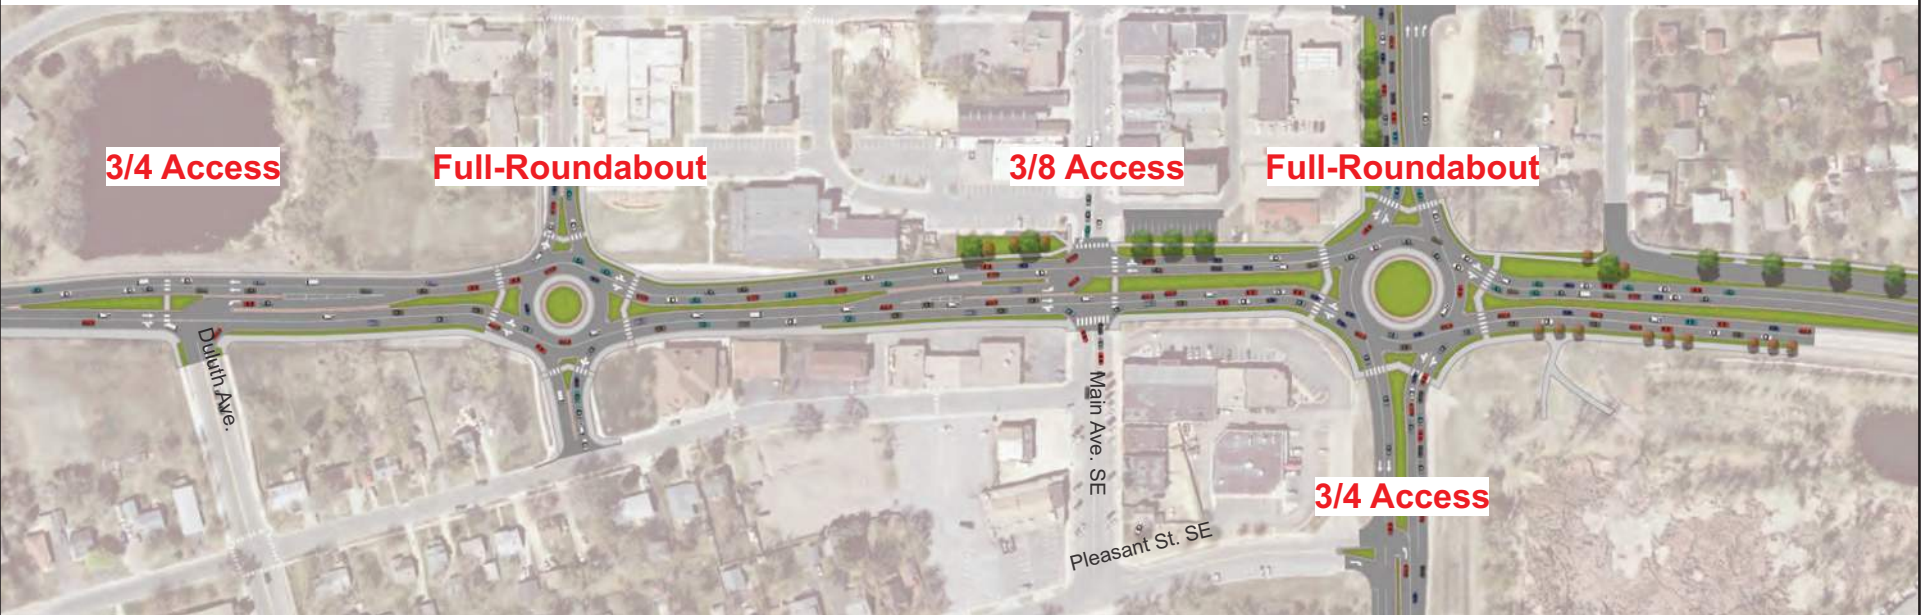 3/4 Access
Full-Roundabout
3/8 Access
Full-Roundabout
Duluth Ave.
Main Ave. SE
3/4 Access
Pleasant St. SE